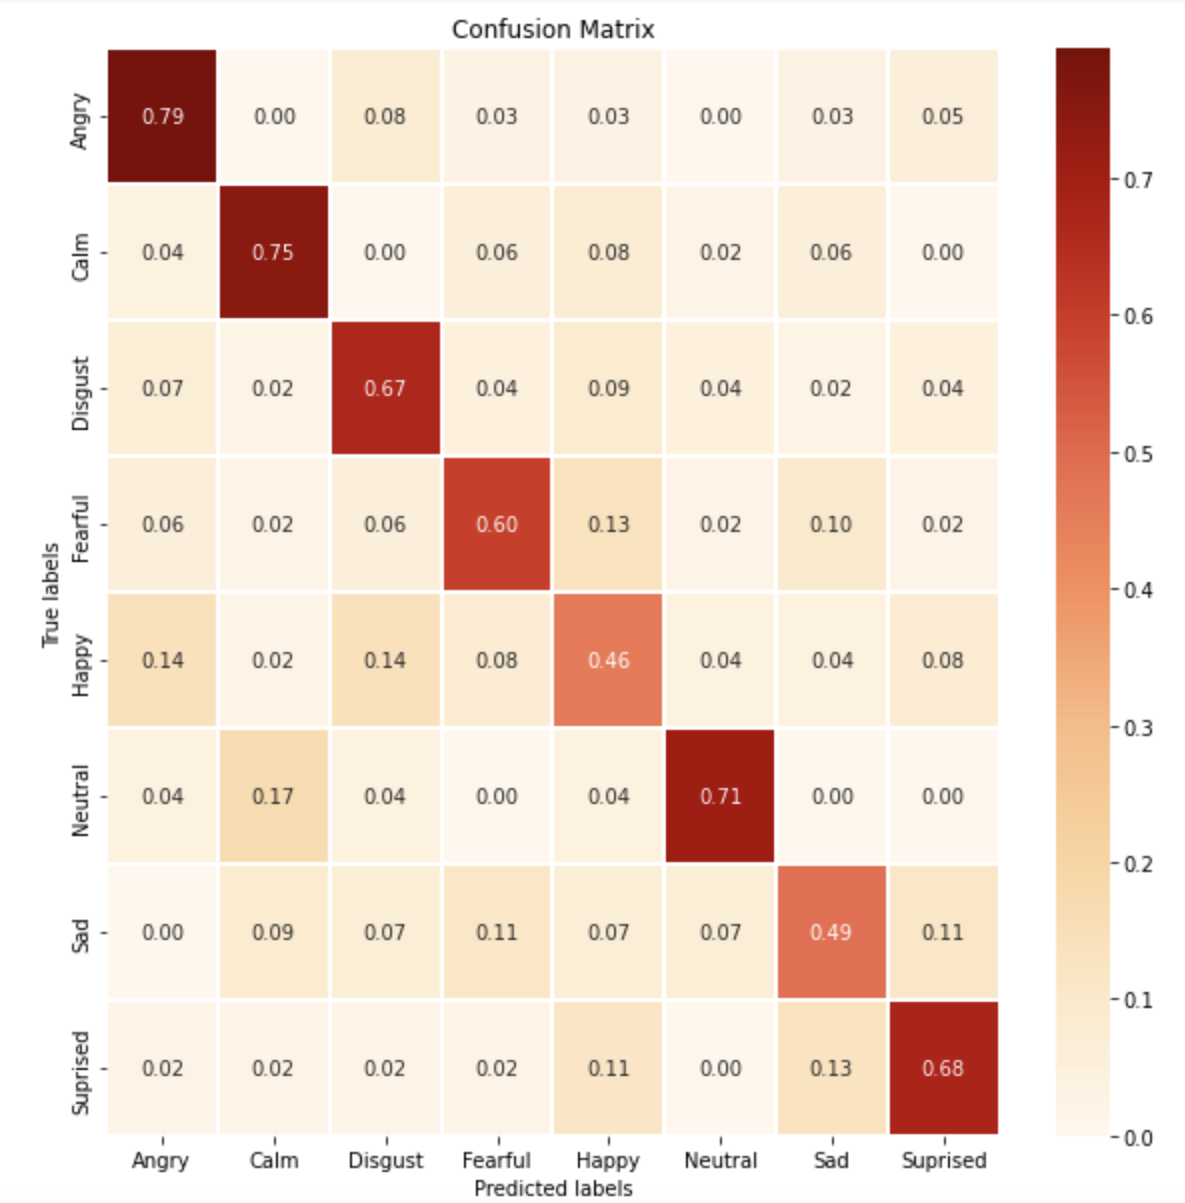 Confusion Matrix
Angry 0.79 0.00 0.08 0.03 0.03 0.00 0.03 0.05
Calm 0.04 0.75 0.00 0.06 0.08 0.02 0.06 0.00
Disgust 0.07 0.02 0.67 0.04 0.09 0.04 0.02 0.04
Fearful 0.06 0.02 0.06 0.60 0.13 0.02 0.10 0.02
Happy 0.14 0.02 0.14 0.08 0.46 0.04 0.04 0.08
Neutral 0.04 0.17 0.04 0.00 0.04 0.71 0.00 0.00
Sad 0.00 0.09 0.07 0.11 0.07 0.07 0.49 0.11
Suprised 0.02 0.02 0.02 0.02 0.11 0.00 0.13 0.68
True labels
Angry Calm Disgust Fearful Happy Neutral Sad Suprised
Predicted labels
0.7
0.6
0.5
0.4
0.3
0.2
0.1
0.0